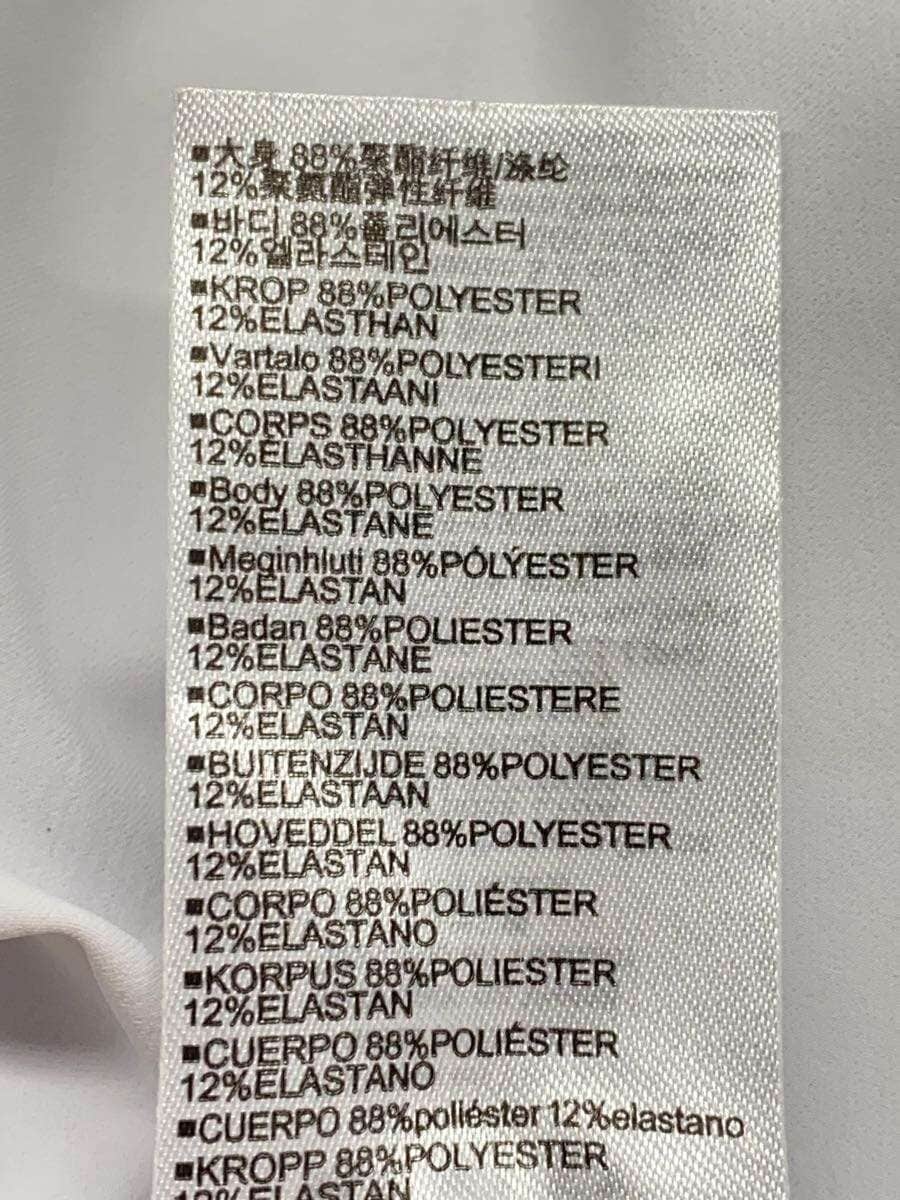 ▪大身 88%聚酯纤维/涤纶
12%聚氨酯弹性纤维
▪바디 88%폴리에스터
12%엘라스테인
▪KROP 88%POLYESTER
12%ELASTHAN
▪Vartalo 88%POLYESTERI
12%ELASTAANI
▪CORPS 88%POLYESTER
12%ELASTHANNE
▪Body 88%POLYESTER
12%ELASTANE
▪Meginhluti 88%PÓLÝESTER
12%ELASTAN
▪Badan 88%POLIESTER
12%ELASTANE
▪CORPO 88%POLIESTERE
12%ELASTAN
▪BUITENZIJDE 88%POLYESTER
12%ELASTAAN
▪HOVEDDEL 88%POLYESTER
12%ELASTAN
▪CORPO 88%POLIÉSTER
12%ELASTANO
▪KORPUS 88%POLIESTER
12%ELASTAN
▪CUERPO 88%POLIÉSTER
12%ELASTANO
▪CUERPO 88%poliéster 12%elastano
▪KROPP 88%POLYESTER
12%ELASTAN